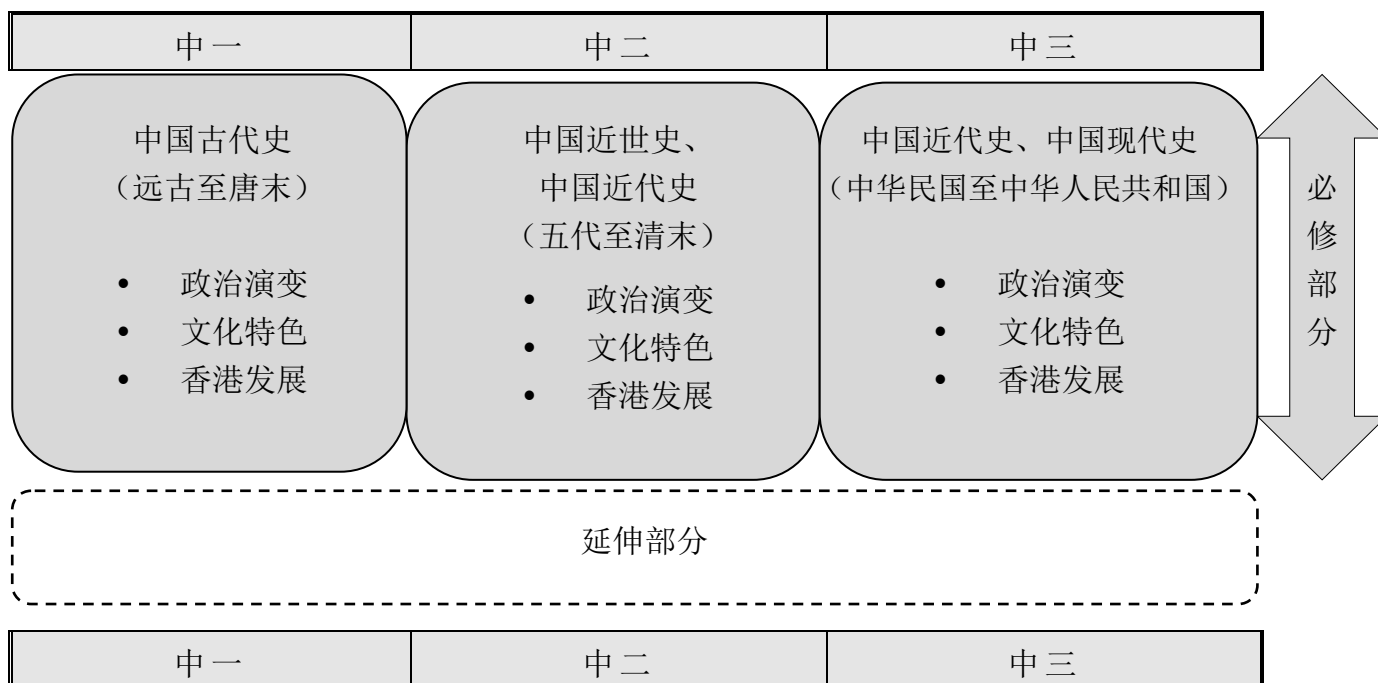 中一 中二 中三
中国古代史
（远古至唐末）
• 政治演变
• 文化特色
• 香港发展
中国近世史、
中国近代史
（五代至清末）
• 政治演变
• 文化特色
• 香港发展
中国近代史、中国现代史
（中华民国至中华人民共和国）
• 政治演变
• 文化特色
• 香港发展
必
修
部
分
延伸部分
中一 中二 中三